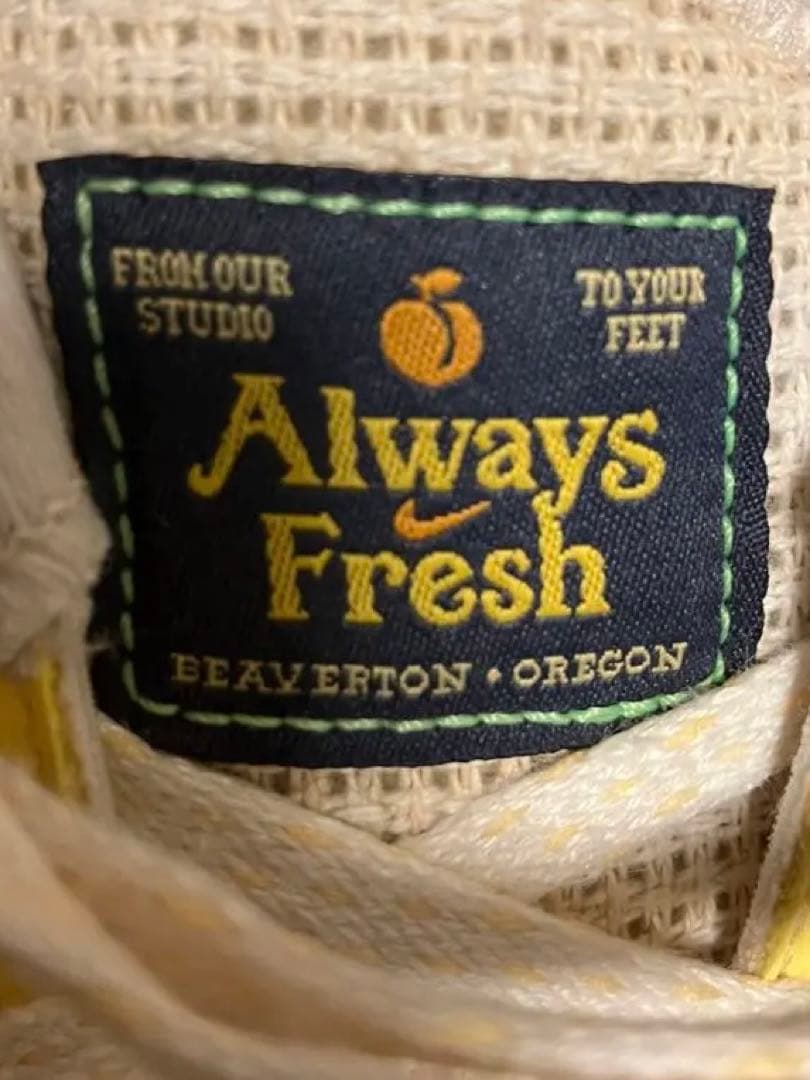 FROM OUR
STUDIO
TO YOUR
FEET
Always
Fresh
BEAVERTON • OREGON